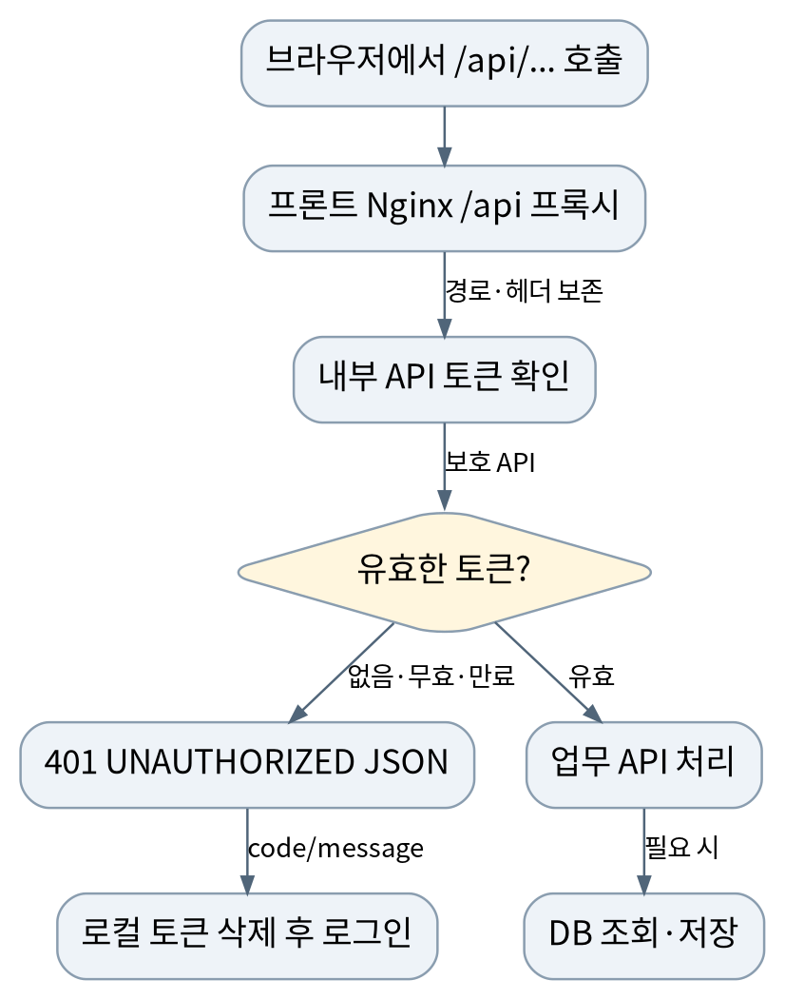 브라우저에서 /api/... 호출
프론트 Nginx /api 프록시
경로·헤더 보존
내부 API 토큰 확인
보호 API
유효한 토큰?
없음·무효·만료
유효
401 UNAUTHORIZED JSON
업무 API 처리
code/message
필요 시
로컬 토큰 삭제 후 로그인
DB 조회·저장